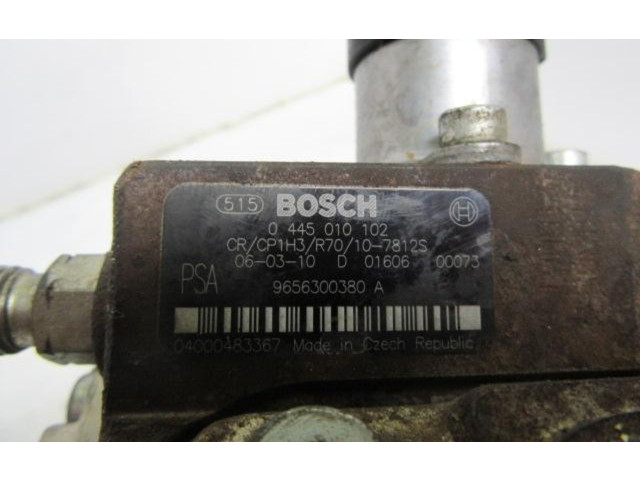 515 BOSCH
0 445 010 102
CR/CP1H3/R70/10-7812S
06-03-10 D 01606 00073
PSA 9656300380 A
04000483367 Made in Czech Republic